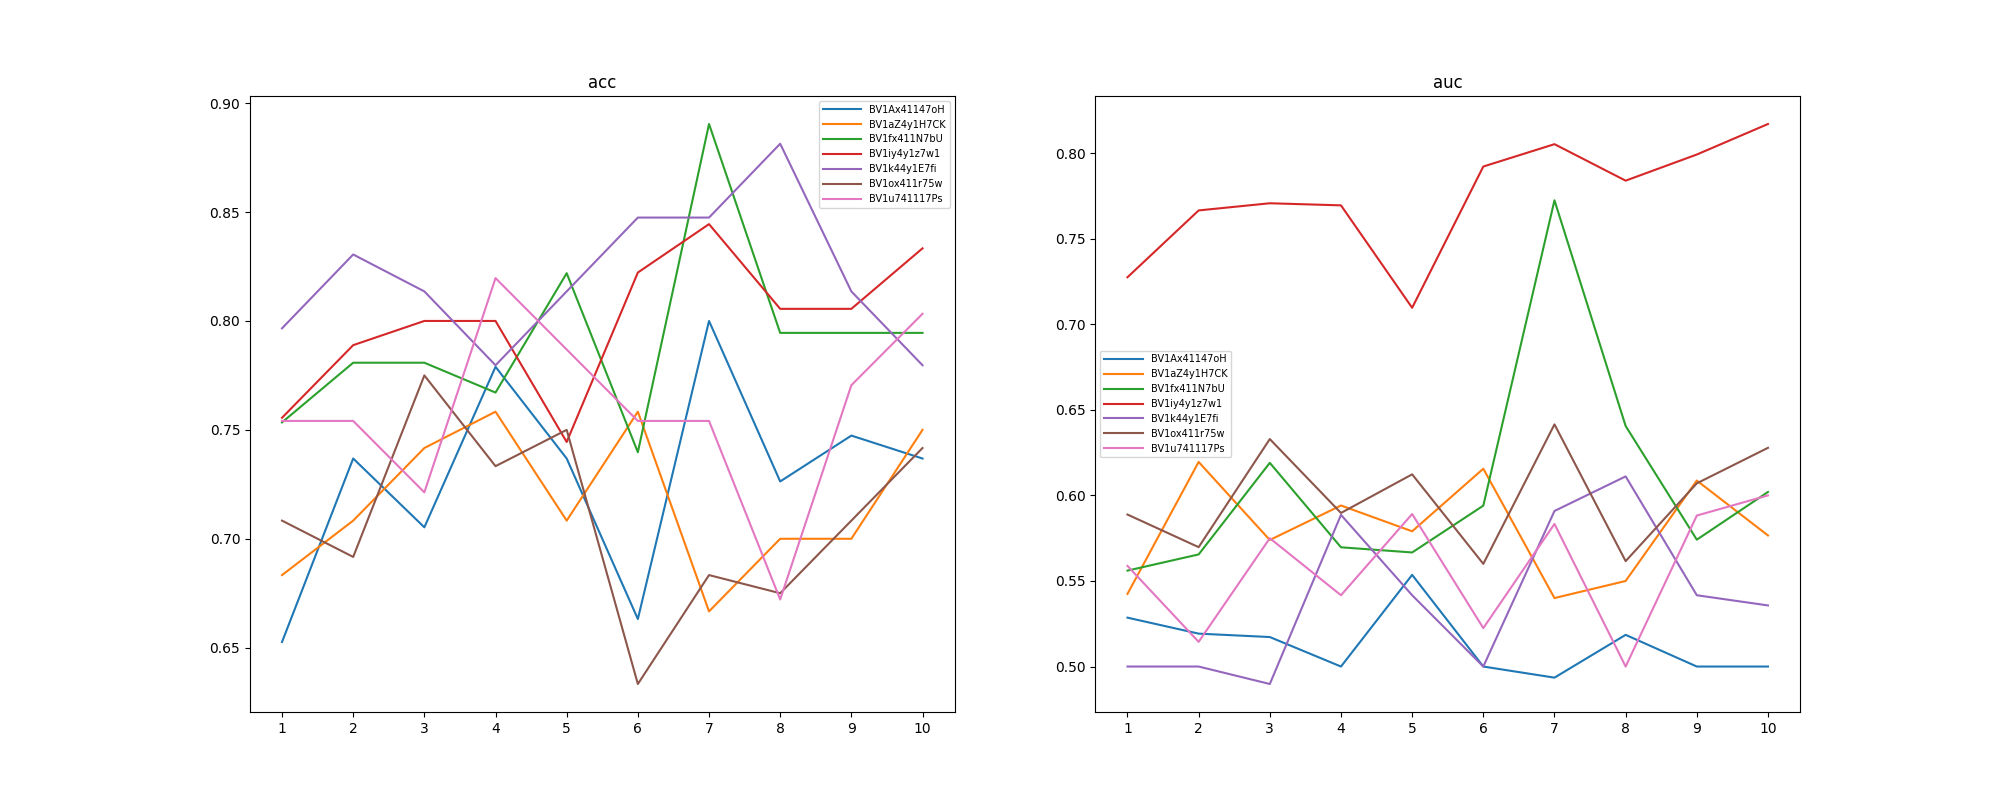 acc
0.90
0.85
0.80
0.75
0.70
0.65
1 2 3 4 5 6 7 8 9 10
BV1Ax41147oH
BV1aZ4y1H7CK
BV1fx411N7bU
BV1iy4y1z7w1
BV1k44y1E7fi
BV1ox411r75w
BV1u741117Ps
auc
0.80
0.75
0.70
0.65
0.60
0.55
0.50
1 2 3 4 5 6 7 8 9 10
BV1Ax41147oH
BV1aZ4y1H7CK
BV1fx411N7bU
BV1iy4y1z7w1
BV1k44y1E7fi
BV1ox411r75w
BV1u741117Ps